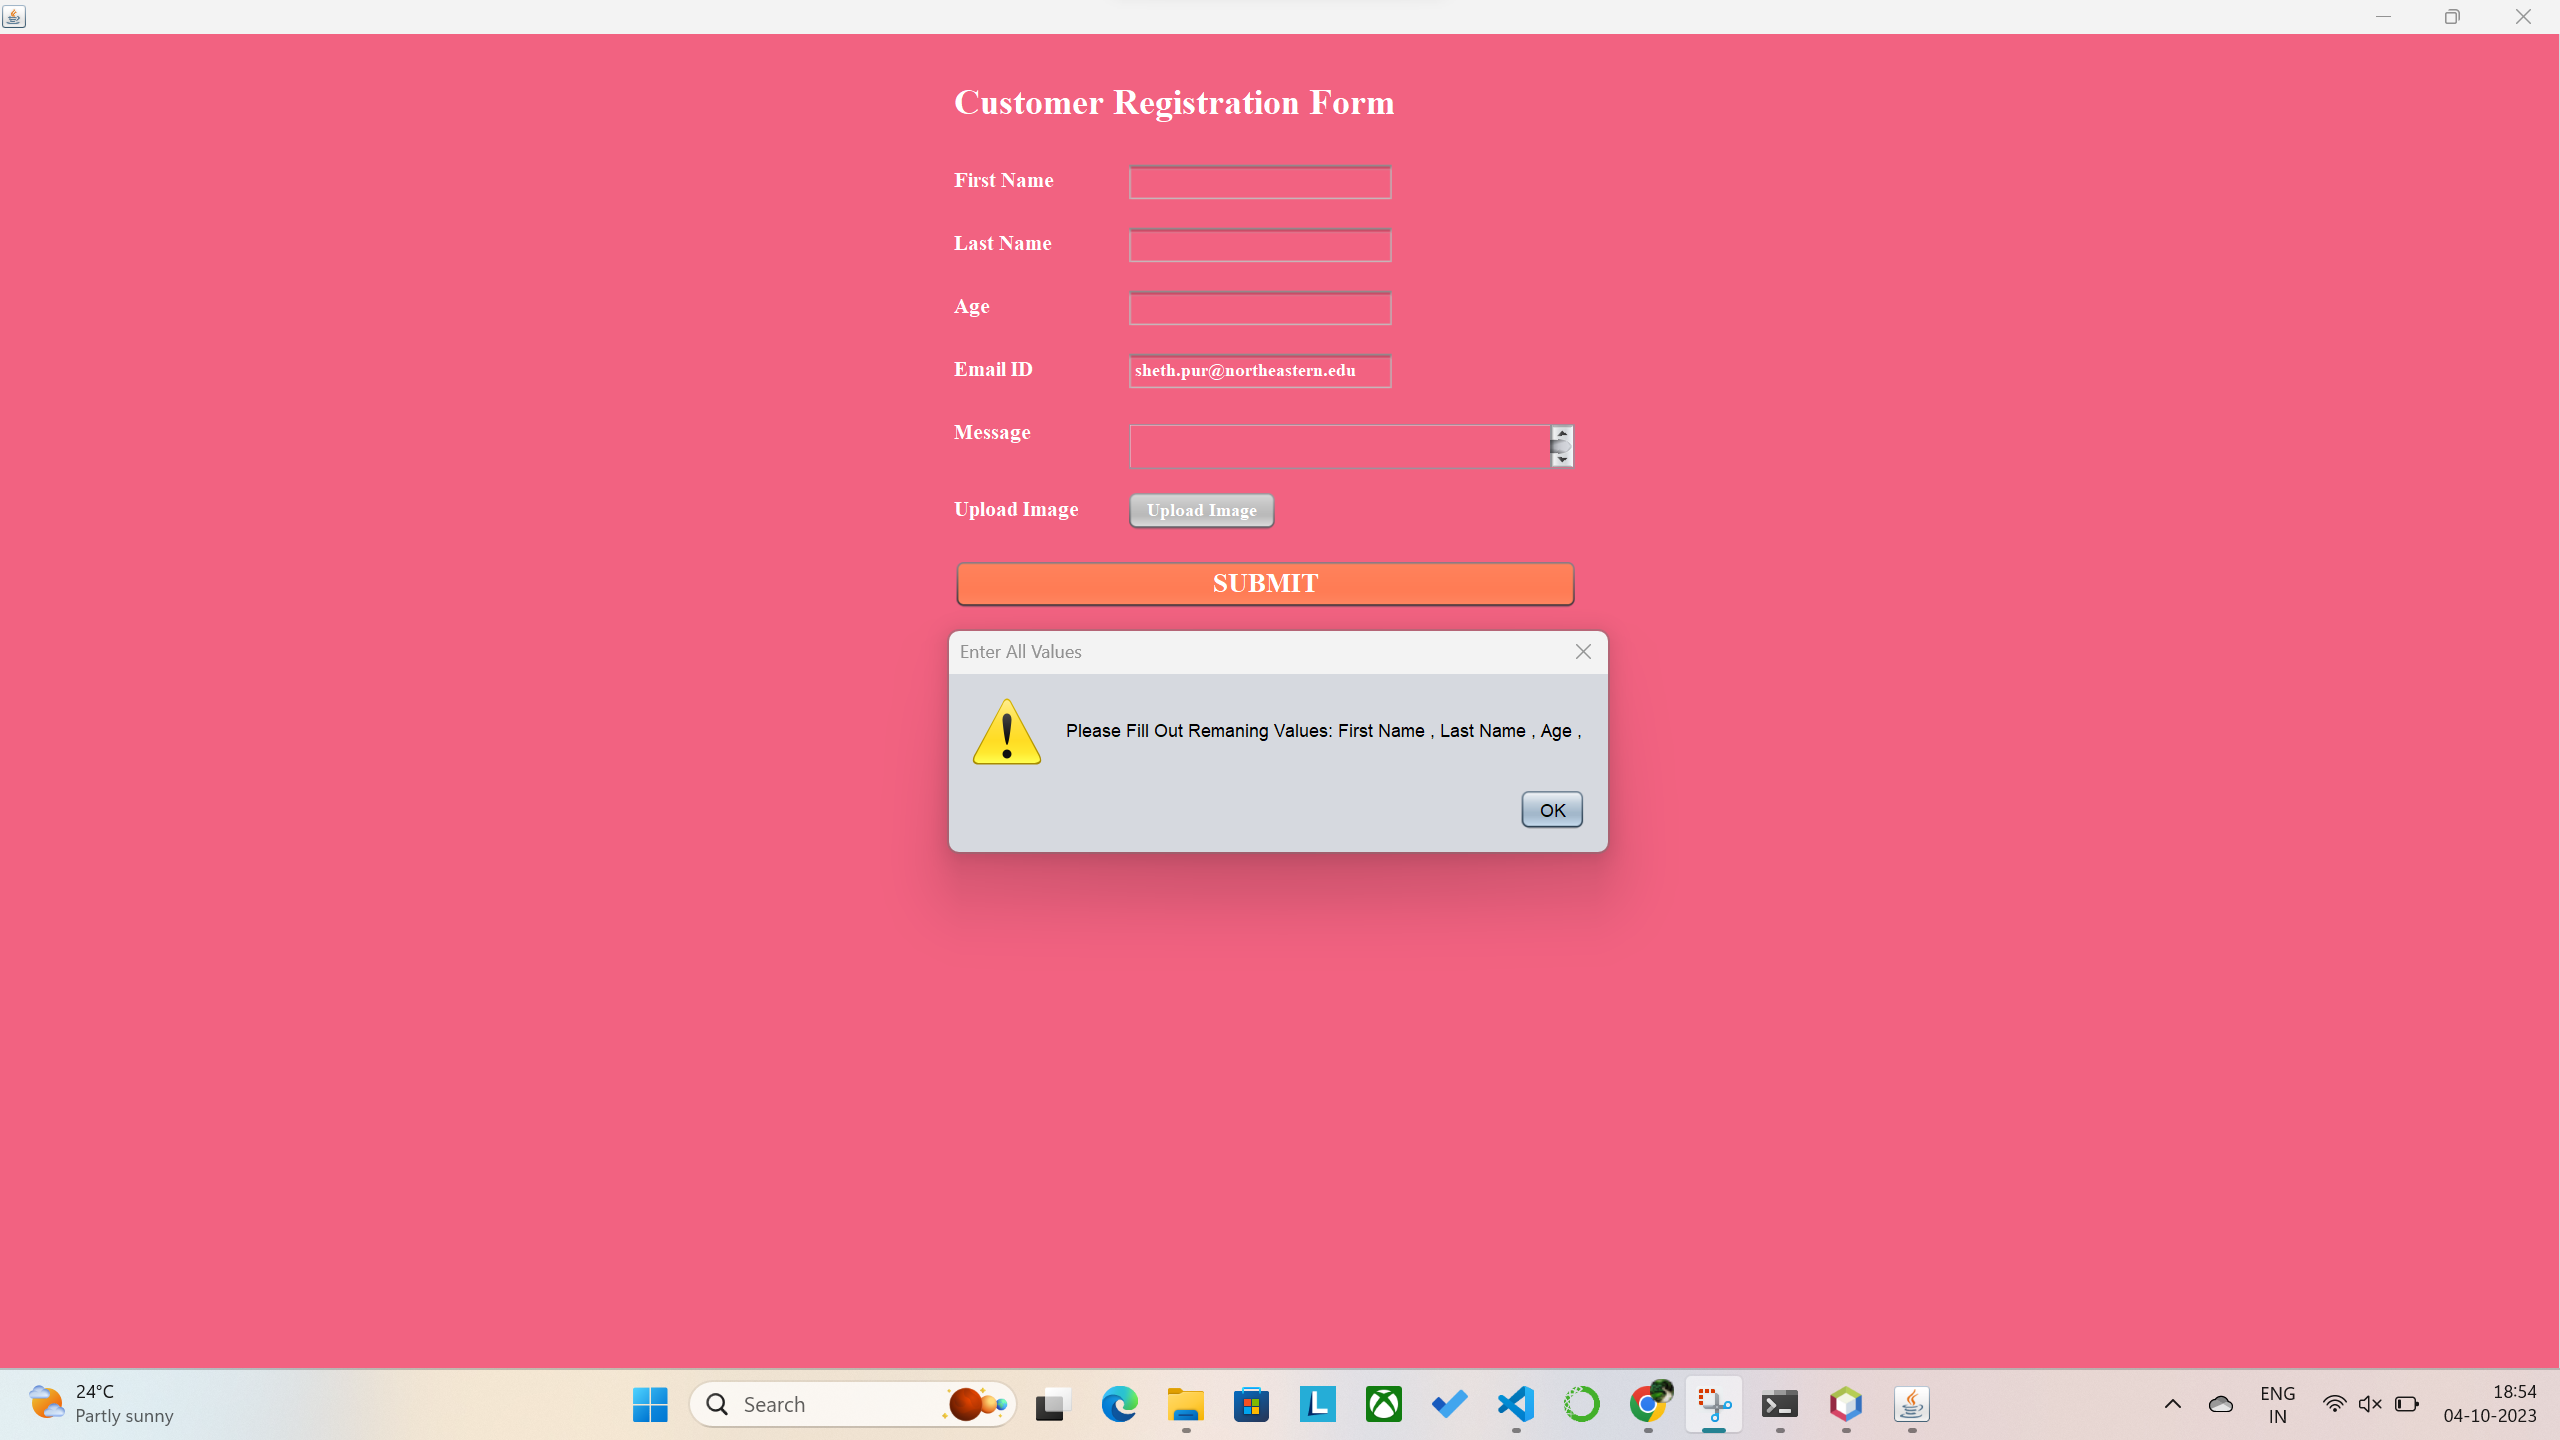 Customer Registration Form
First Name
Last Name
Age
Email ID
sheth.pur@northeastern.edu
Message
Upload Image
Upload Image
SUBMIT
Enter All Values
Please Fill Out Remaning Values: First Name , Last Name , Age ,
OK
24°C
Partly sunny
Search
L
ENG
IN
18:54
04-10-2023